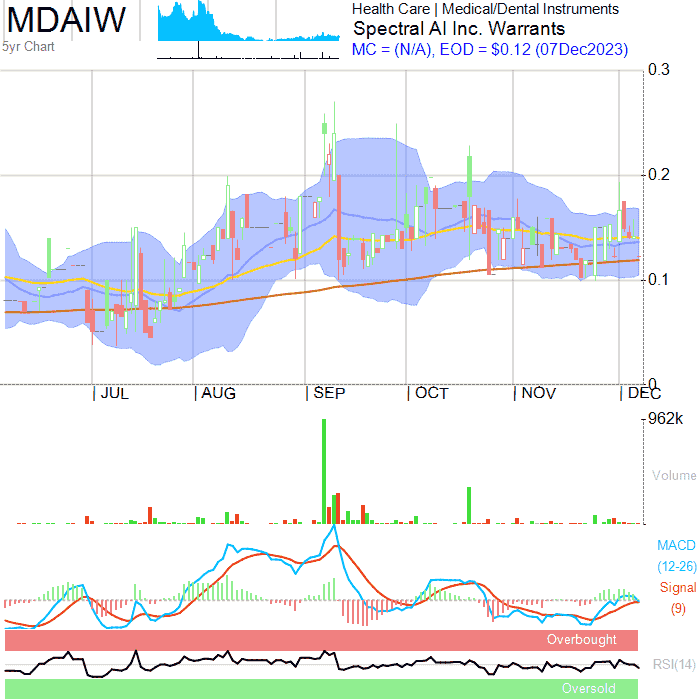 MDAIW
5yr Chart
Health Care | Medical/Dental Instruments
Spectral AI Inc. Warrants
MC = (N/A), EOD = $0.12 (07Dec2023)
0.3
0.2
0.1
0
JUL AUG SEP OCT NOV DEC
962k
Volume
MACD
(12-26)
Signal
(9)
Overbought
RSI(14)
Oversold